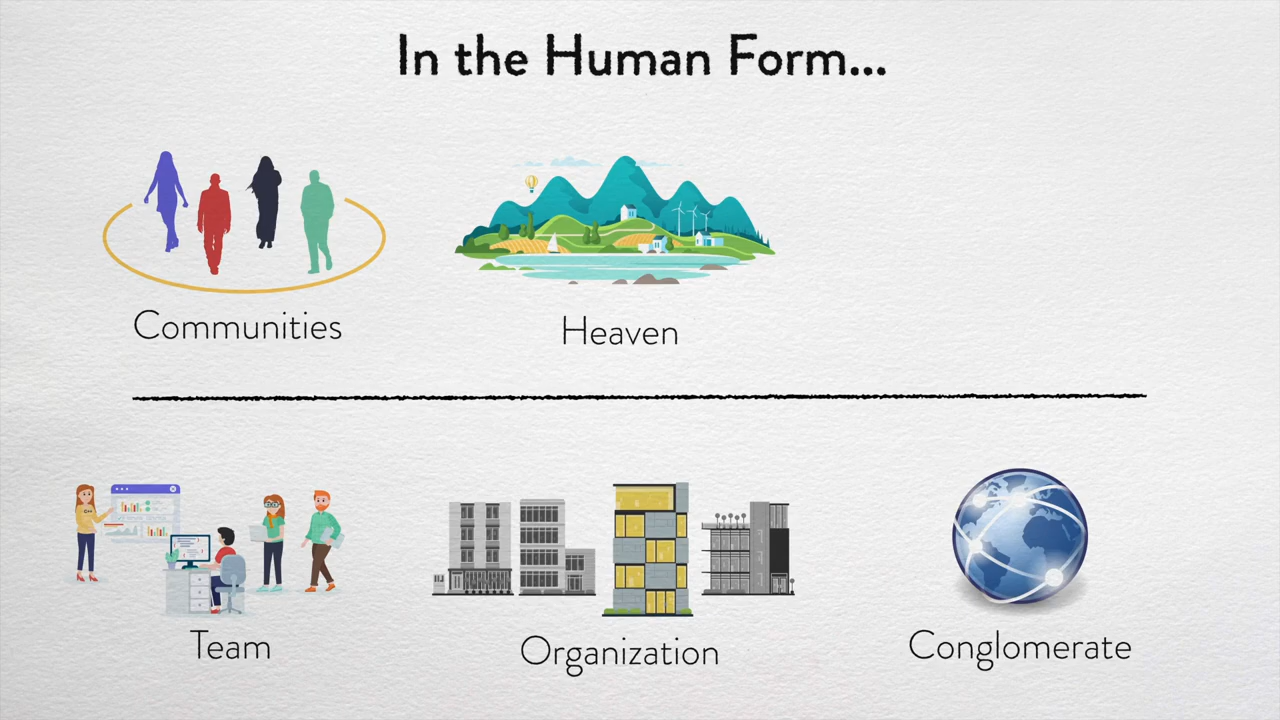 In the Human Form...
Communities
Heaven
Team
Organization
Conglomerate